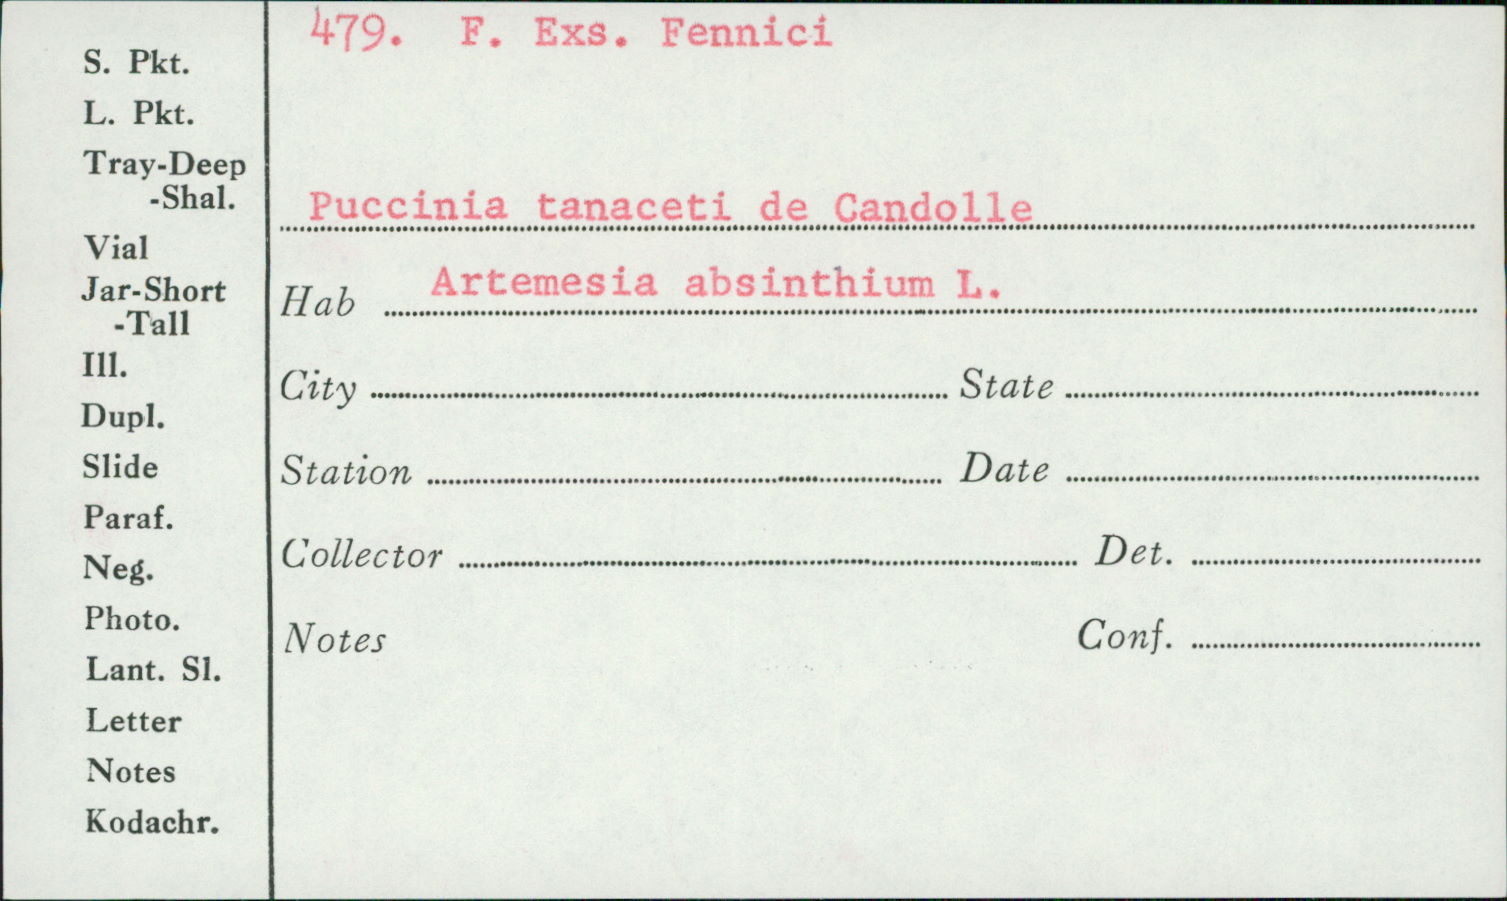 479. F. Exs. Fennici
S. Pkt.
L. Pkt.
Tray-Deep
-Shal.
Vial
Jar-Short
-Tall
Ill.
Dupl.
Slide
Paraf.
Neg.
Photo.
Lant. Sl.
Letter
Notes
Kodachr.
Puccinia tanaceti de Candolle
Hab Artemesia absinthium L.
City State
Station Date
Collector Det.
Notes Conf.